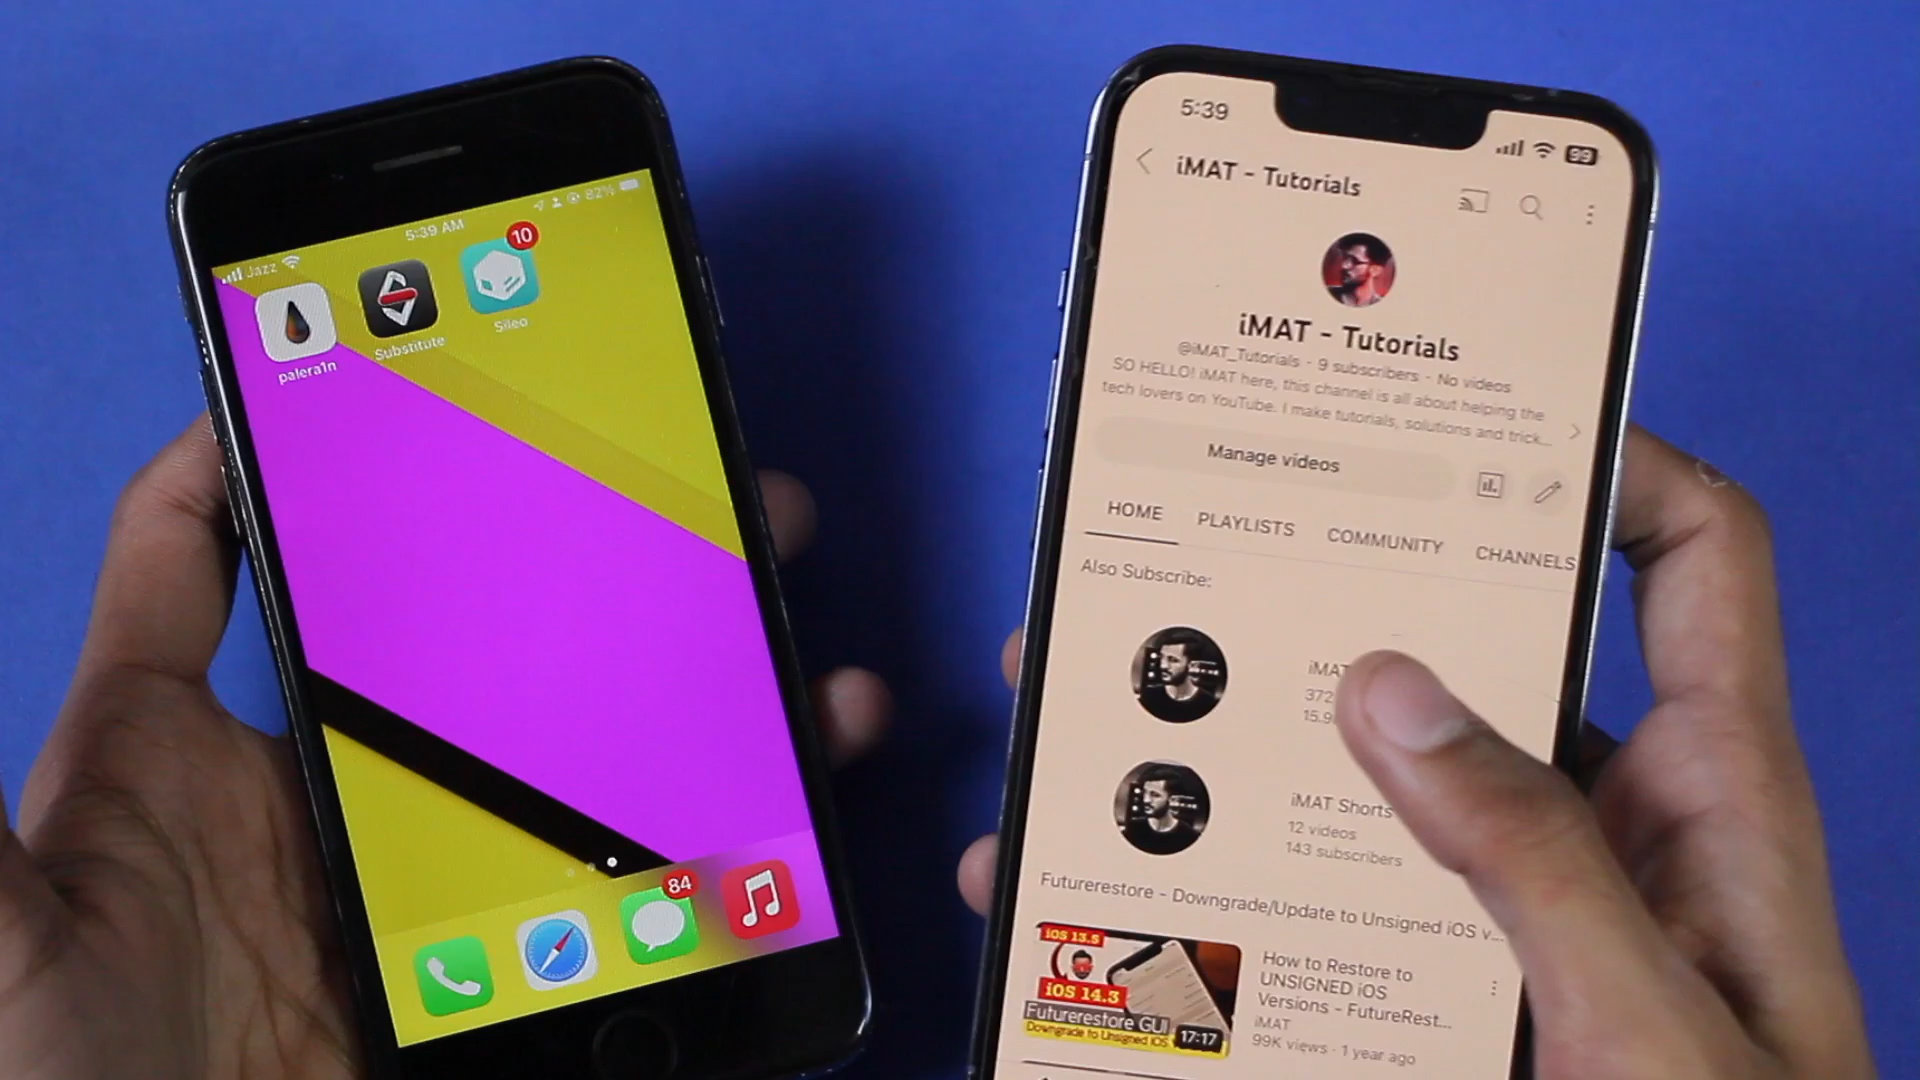 5:39 AM
82%
Jazz
10
palera1n
Substitute
Sileo
84
5:39
99
iMAT - Tutorials
iMAT - Tutorials
@iMAT_Tutorials · 9 subscribers · No videos
SO HELLO! iMAT here, this channel is all about helping the
tech lovers on YouTube. I make tutorials, solutions and trick...
Manage videos
HOME
PLAYLISTS
COMMUNITY
CHANNELS
Also Subscribe:
iMAT
372
15.9
iMAT Shorts
12 videos
143 subscribers
Futurerestore - Downgrade/Update to Unsigned iOS v...
iOS 13.5
iOS 14.3
Futurerestore GUI
Downgrade to Unsigned iOS
17:17
How to Restore to
UNSIGNED iOS
Versions - FutureRest...
iMAT
99K views · 1 year ago